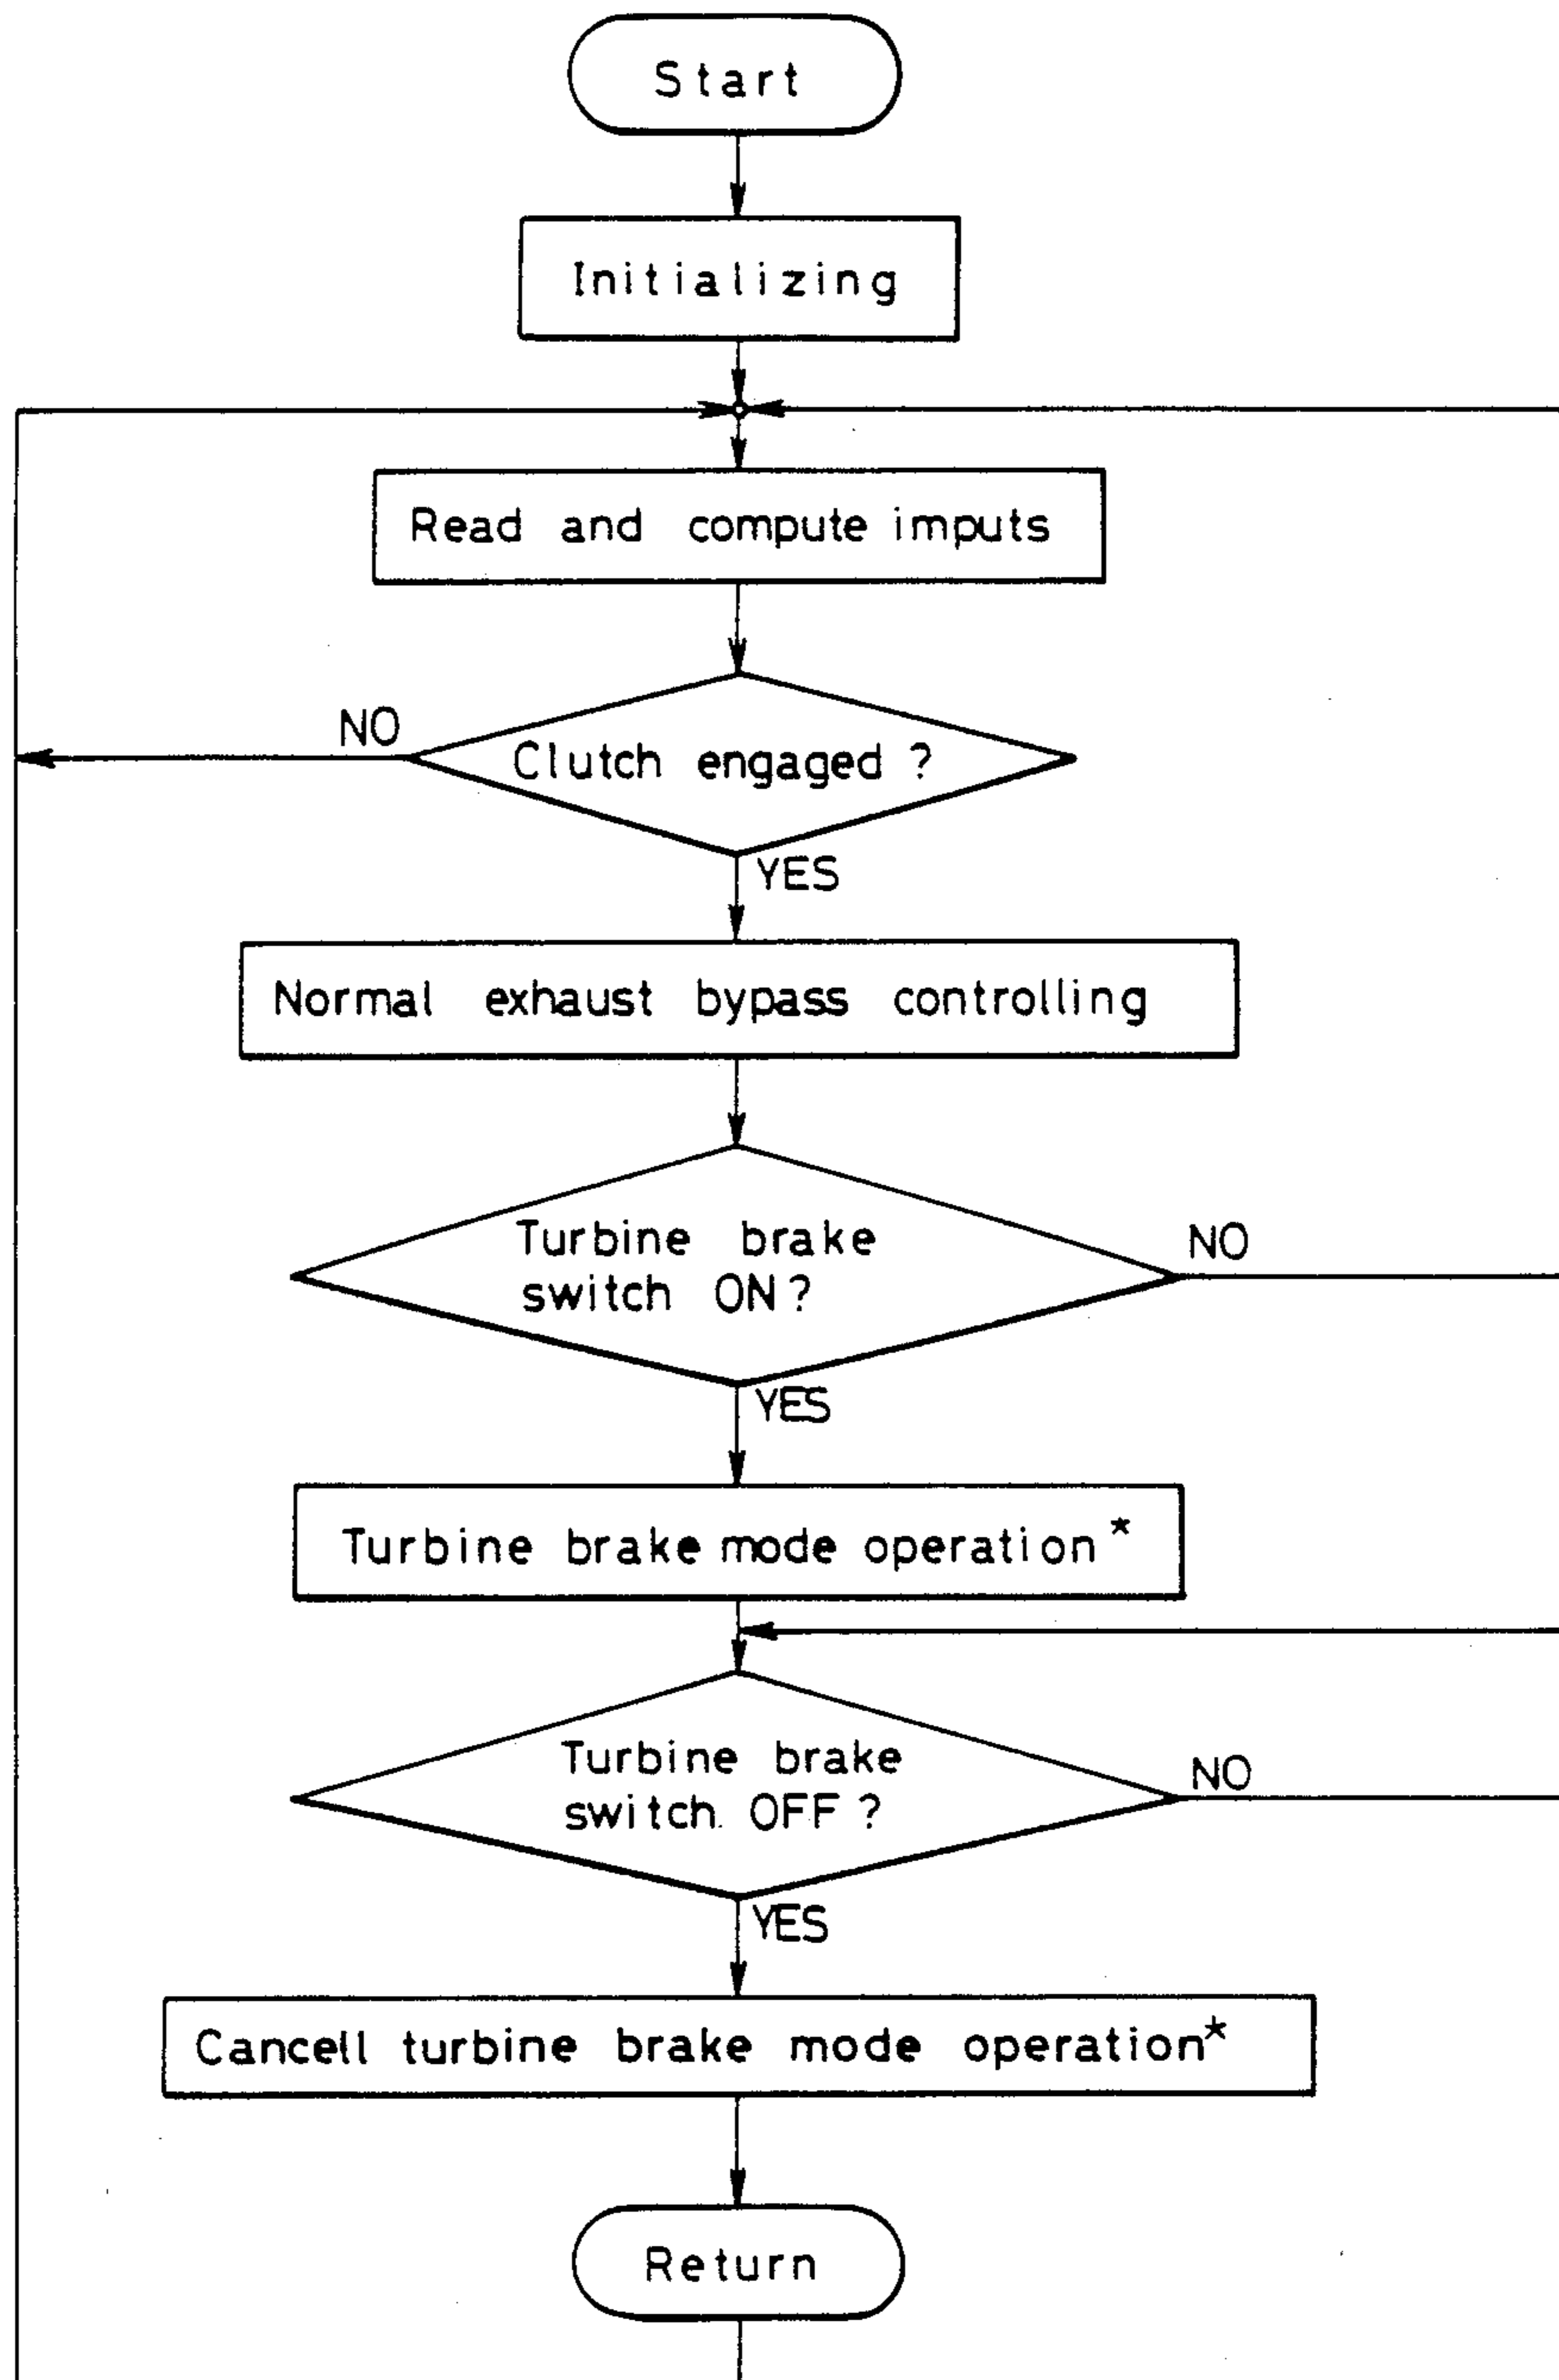 Start
Initializing
Read and compute imputs
NO
Clutch engaged ?
YES
Normal exhaust bypass controlling
Turbine brake
switch ON?
NO
YES
Turbine brake mode operation*
Turbine brake
switch OFF ?
NO
YES
Cancell turbine brake mode operation*
Return